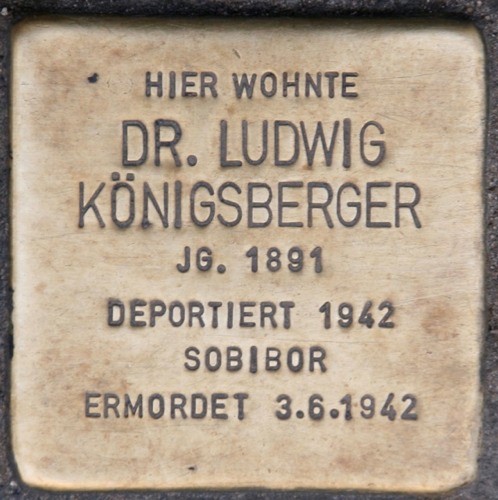 HIER WOHNTE
DR. LUDWIG
KÖNIGSBERGER
JG. 1891
DEPORTIERT 1942
SOBIBOR
ERMORDET 3.6.1942